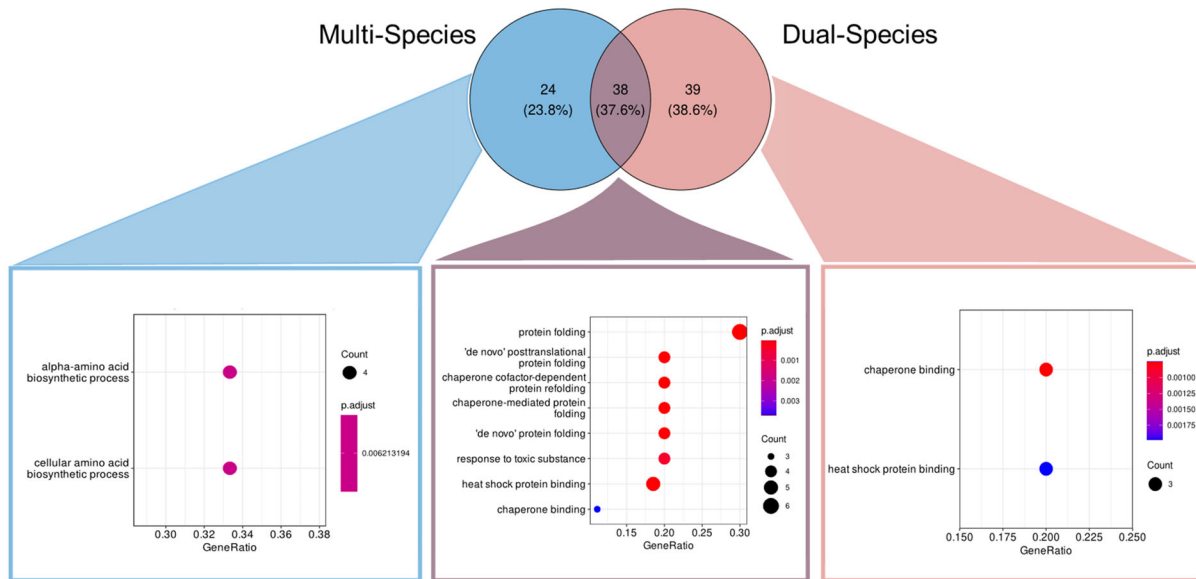 Multi-Species
Dual-Species
24
(23.8%)
38
(37.6%)
39
(38.6%)
alpha-amino acid
biosynthetic process
cellular amino acid
biosynthetic process
0.30 0.32 0.34 0.36 0.38
GeneRatio
Count
4
p.adjust
0.006213194
protein folding
'de novo' posttranslational
protein folding
chaperone cofactor-dependent
protein refolding
chaperone-mediated protein
folding
'de novo' protein folding
response to toxic substance
heat shock protein binding
chaperone binding
0.15 0.20 0.25 0.30
GeneRatio
p.adjust
0.001
0.002
0.003
Count
3
4
5
6
chaperone binding
heat shock protein binding
0.150 0.175 0.200 0.225 0.250
GeneRatio
p.adjust
0.00100
0.00125
0.00150
0.00175
Count
3